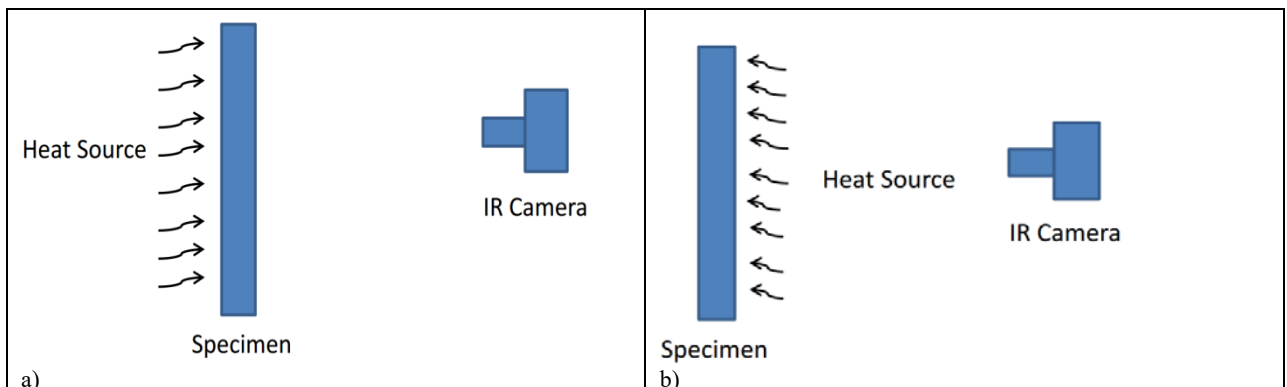 Heat Source
IR Camera
Specimen
a)
Heat Source
IR Camera
Specimen
b)